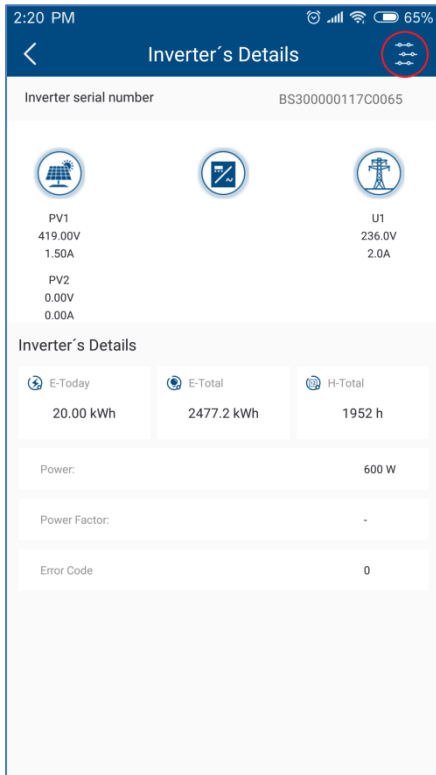 2:20 PM 65%
Inverter´s Details
Inverter serial number BS300000117C0065
PV1
419.00V
1.50A
PV2
0.00V
0.00A
U1
236.0V
2.0A
Inverter´s Details
E-Today
20.00 kWh
E-Total
2477.2 kWh
H-Total
1952 h
Power: 600 W
Power Factor: -
Error Code 0